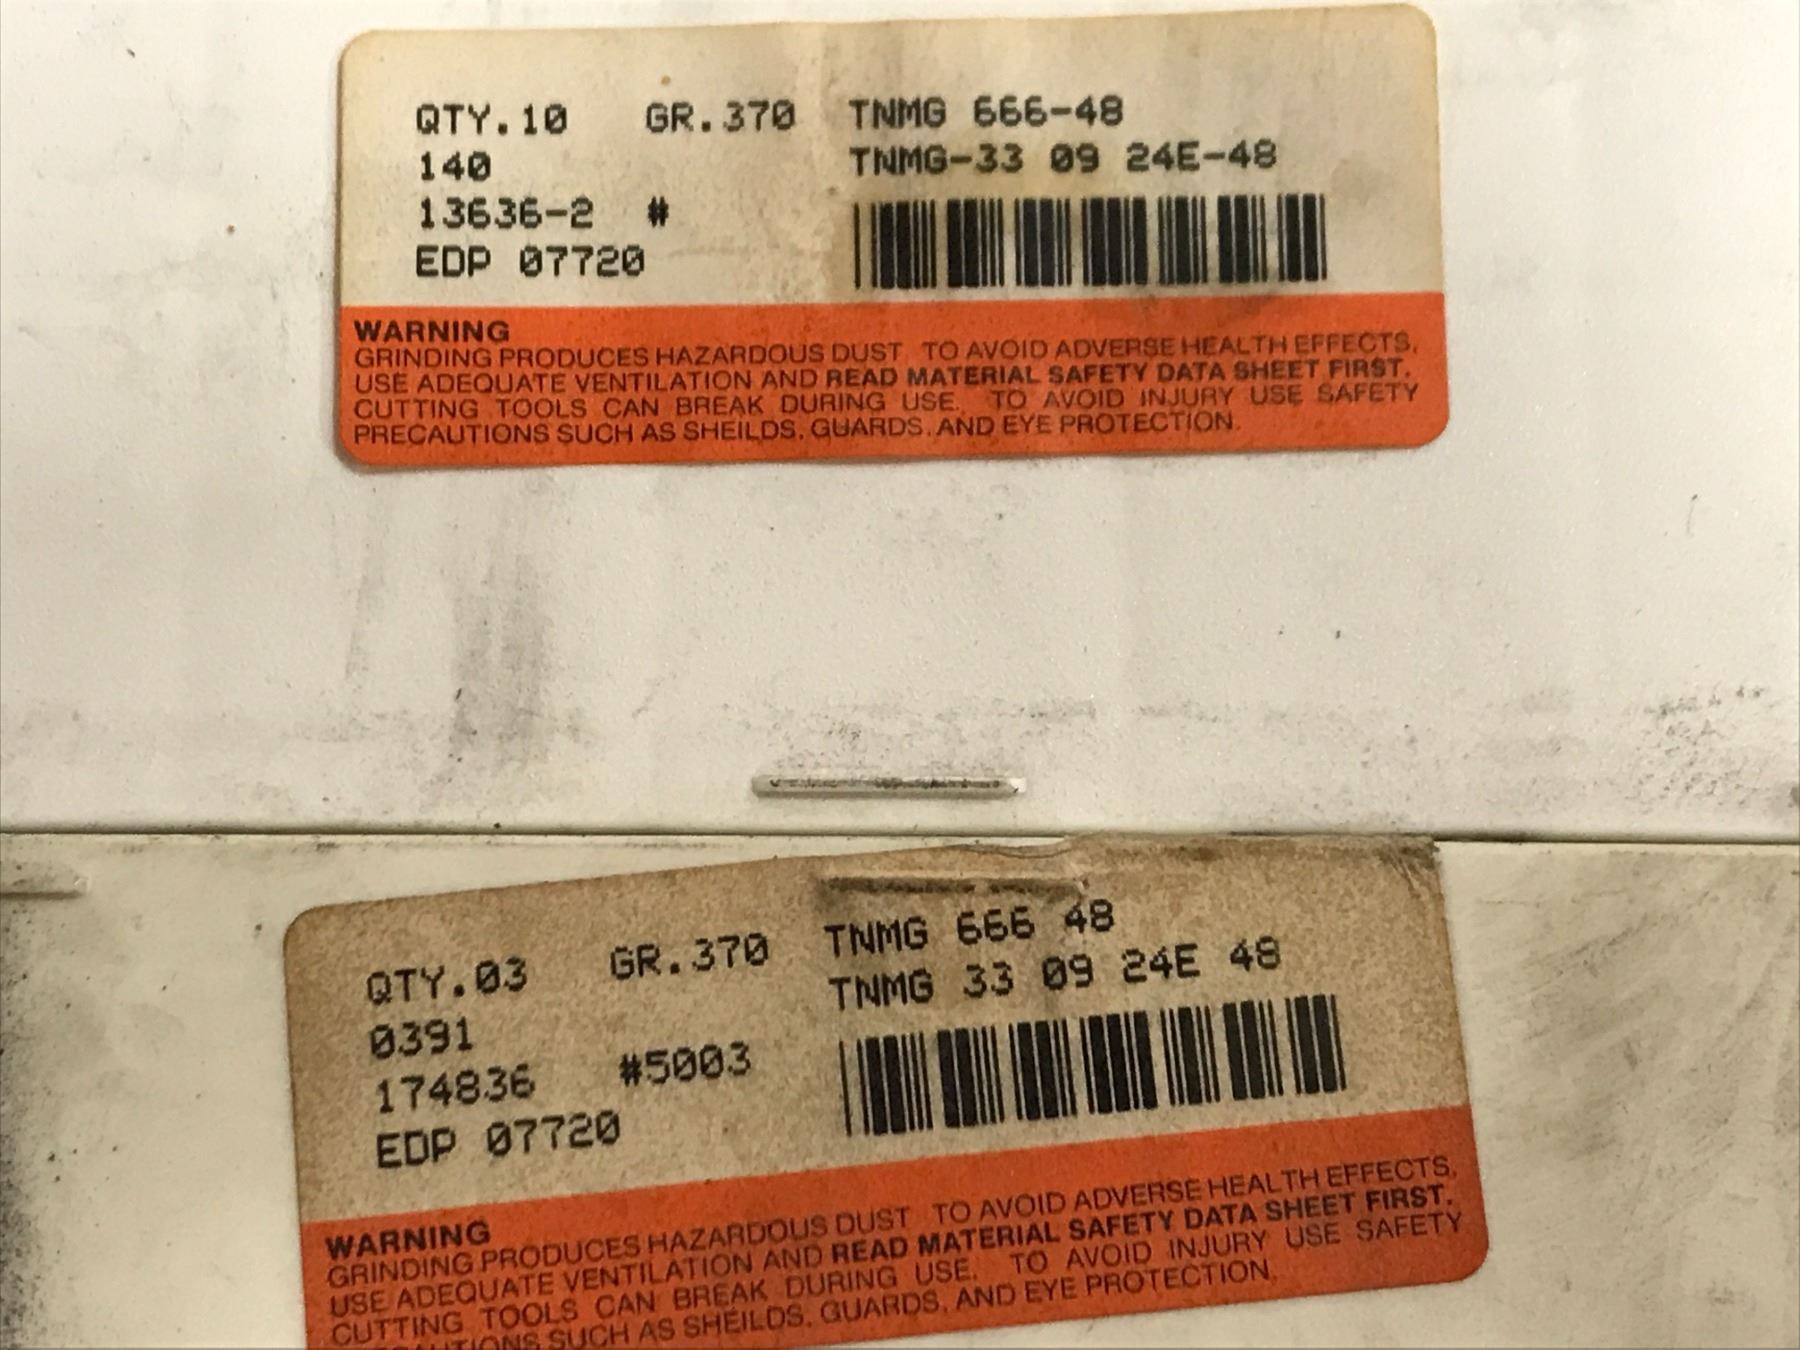 QTY.10 GR.370 TNMG 666-48
140 TNMG-33 09 24E-48
13636-2 #
EDP 07720
WARNING
GRINDING PRODUCES HAZARDOUS DUST TO AVOID ADVERSE HEALTH EFFECTS,
USE ADEQUATE VENTILATION AND READ MATERIAL SAFETY DATA SHEET FIRST.
CUTTING TOOLS CAN BREAK DURING USE. TO AVOID INJURY USE SAFETY
PRECAUTIONS SUCH AS SHEILDS, GUARDS, AND EYE PROTECTION.
QTY.03 GR.370 TNMG 666 48
0391 TNMG 33 09 24E 48
174836 #5003
EDP 07720
WARNING
GRINDING PRODUCES HAZARDOUS DUST TO AVOID ADVERSE HEALTH EFFECTS,
USE ADEQUATE VENTILATION AND READ MATERIAL SAFETY DATA SHEET FIRST.
CUTTING TOOLS CAN BREAK DURING USE. TO AVOID INJURY USE SAFETY
SUCH AS SHEILDS, GUARDS, AND EYE PROTECTION.